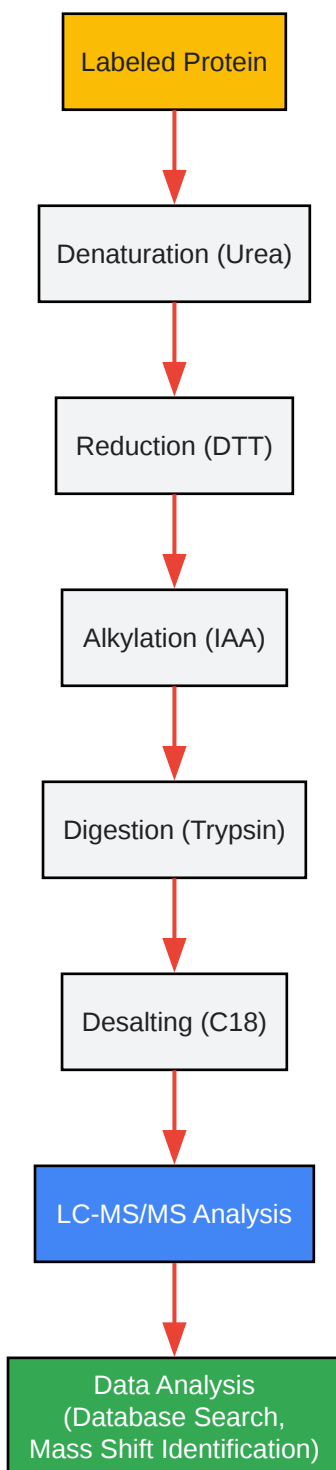 Labeled Protein
Denaturation (Urea)
Reduction (DTT)
Alkylation (IAA)
Digestion (Trypsin)
Desalting (C18)
LC-MS/MS Analysis
Data Analysis
(Database Search,
Mass Shift Identification)